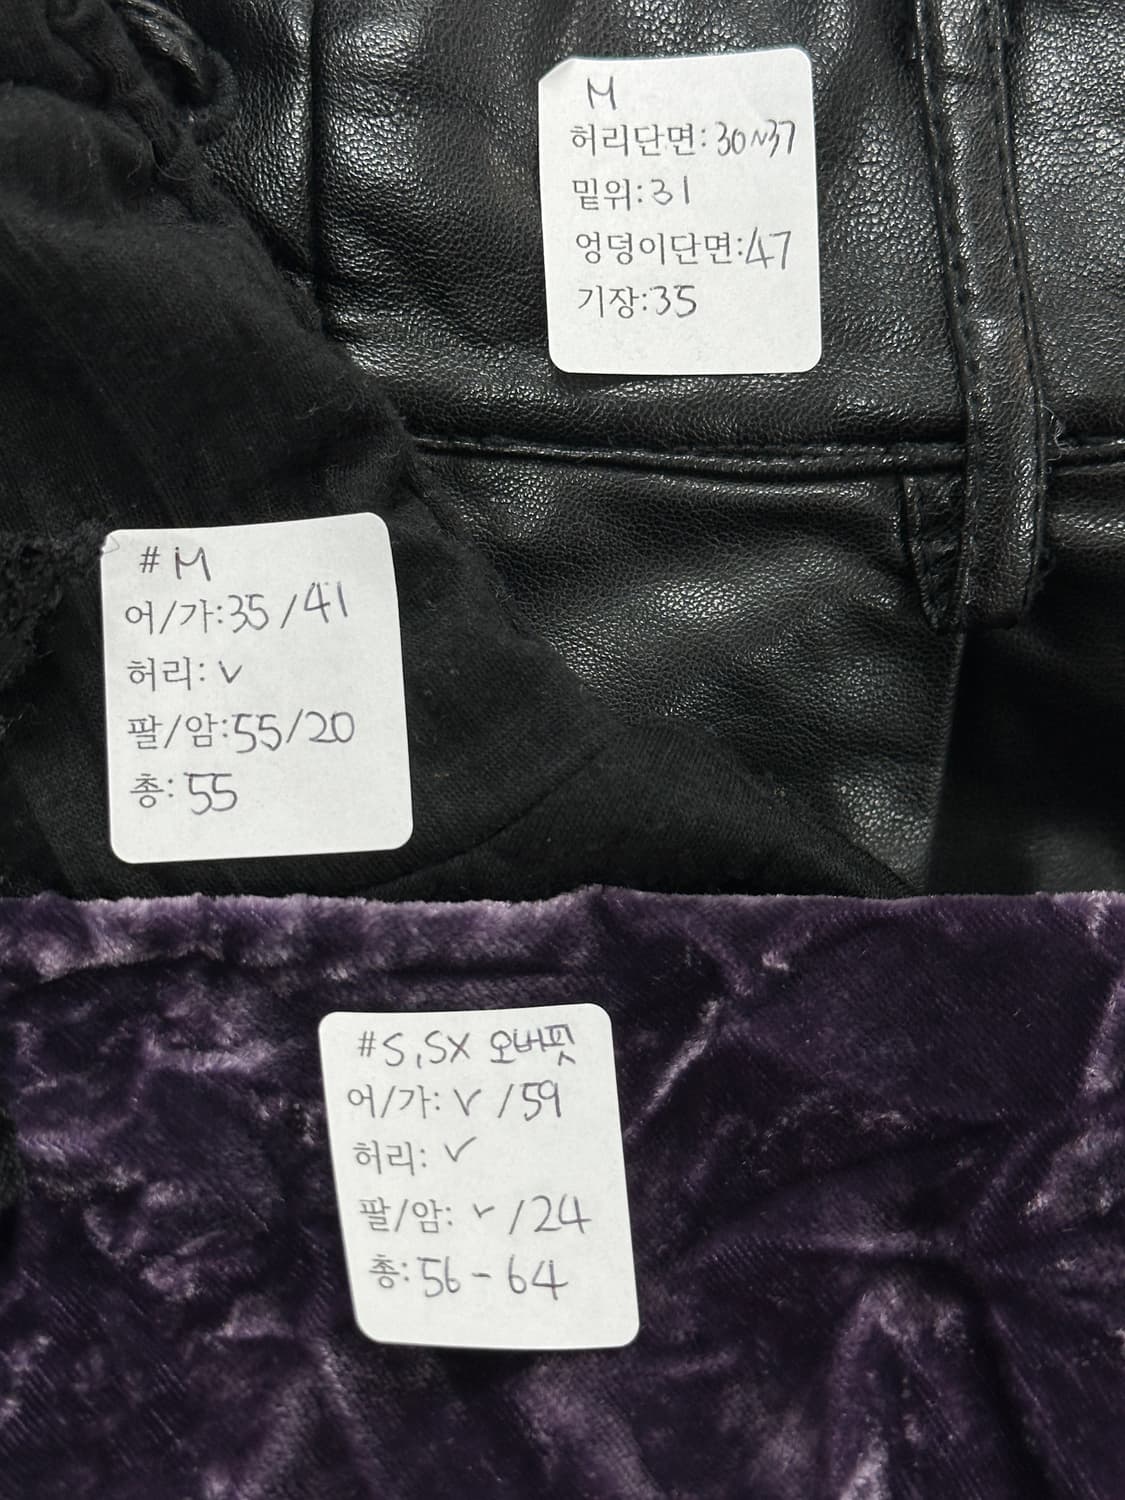 M
허리단면: 30~37
밑위: 31
엉덩이단면: 47
기장: 35
# M
어/가: 35 / 41
허리: v
팔/암: 55/20
총: 55
#S,SX 오버핏
어/가: v / 59
허리: v
팔/암: v / 24
총: 56-64